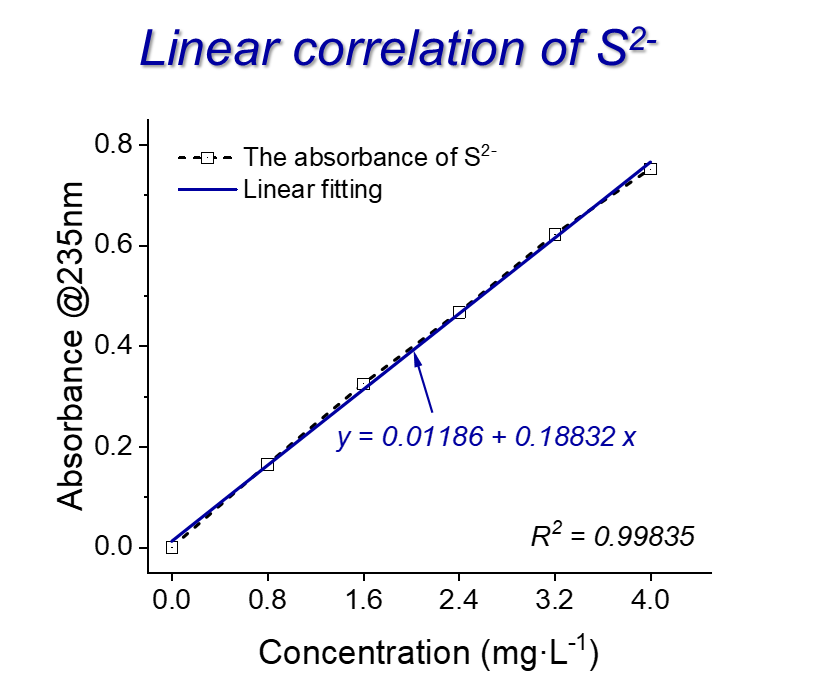 Linear correlation of S²⁻
The absorbance of S²⁻
Linear fitting
Absorbance @235nm
0.8
0.6
0.4
0.2
0.0
y = 0.01186 + 0.18832 x
R² = 0.99835
0.0 0.8 1.6 2.4 3.2 4.0
Concentration (mg·L⁻¹)